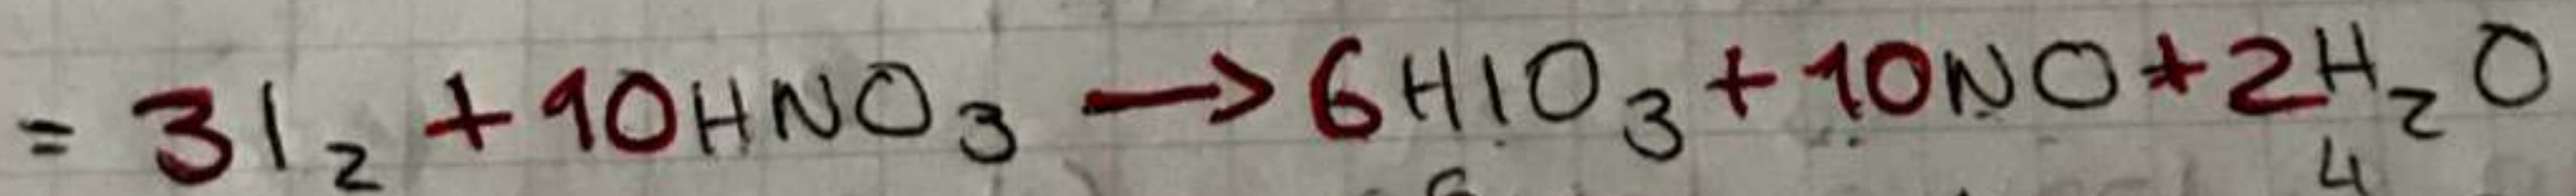 = 3I₂ + 10HNO₃ → 6HIO₃ + 10NO + 2H₂O
4